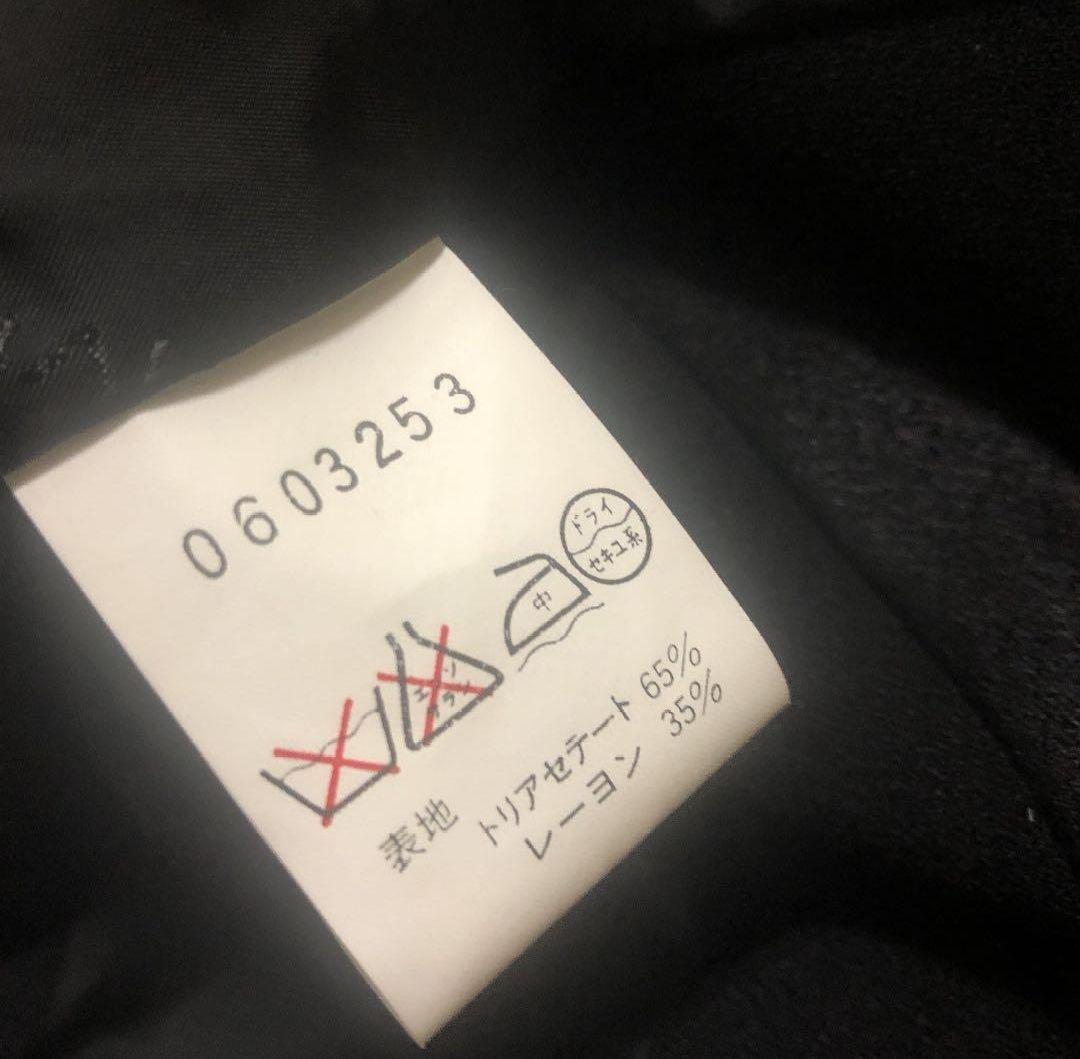 0603253
エンソ
サラシ
中
ドライ
セキユ系
表地 トリアセテート 65%
レーヨン 35%